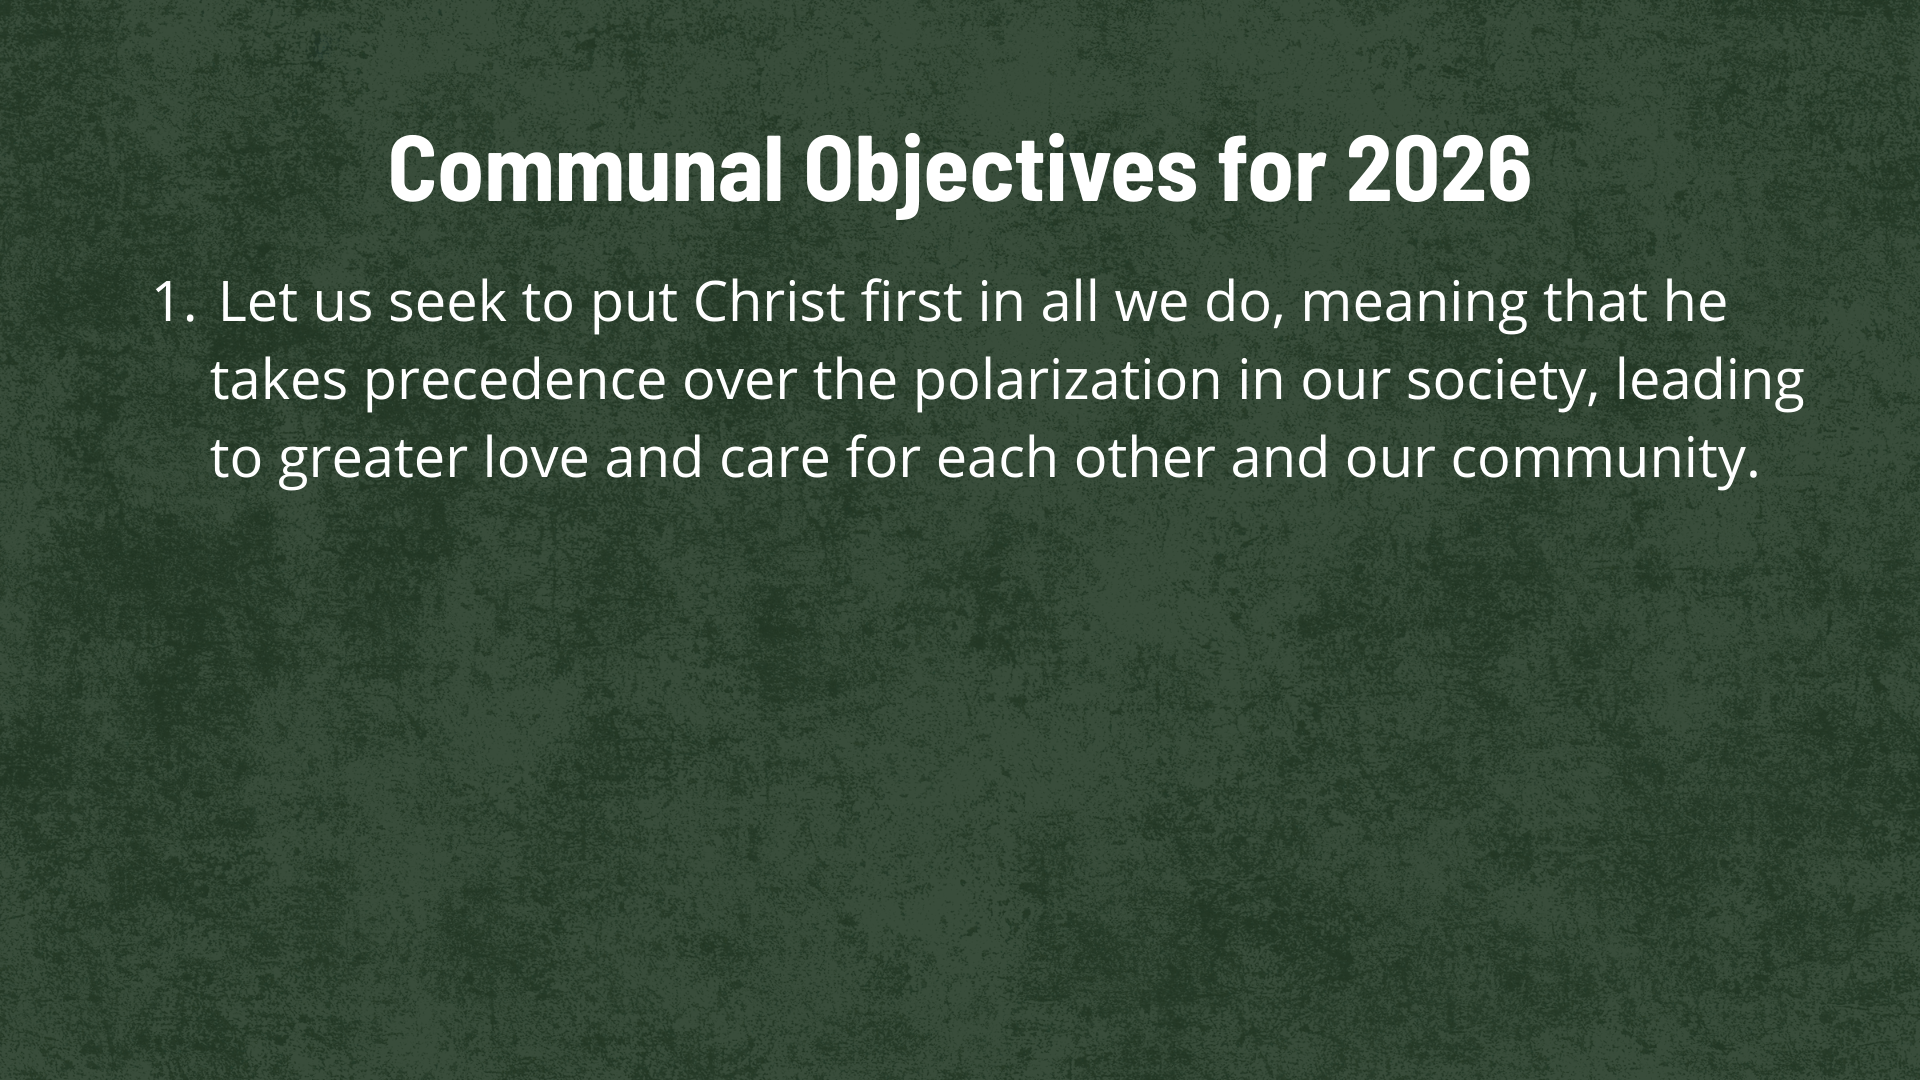 Communal Objectives for 2026
1. Let us seek to put Christ first in all we do, meaning that he
takes precedence over the polarization in our society, leading
to greater love and care for each other and our community.